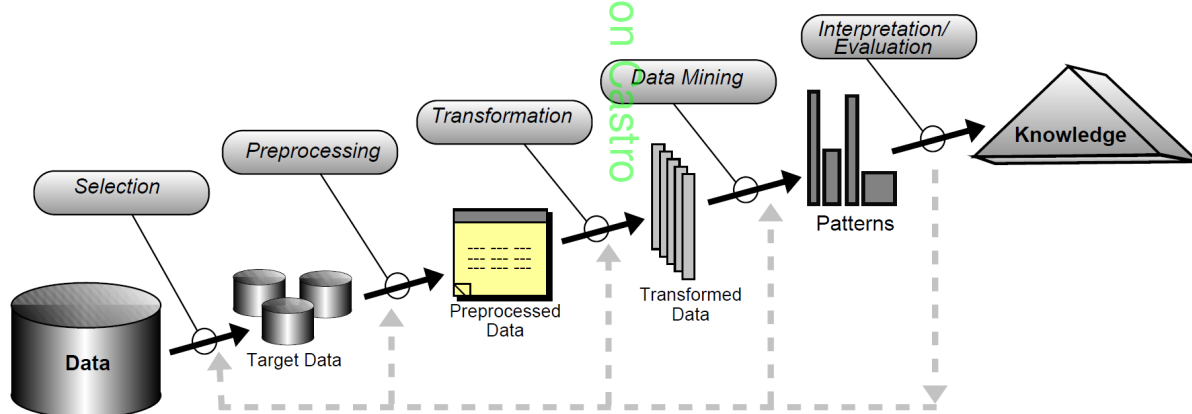 on Castro
Interpretation/
Evaluation
Data Mining
Transformation
Preprocessing
Selection
Knowledge
Patterns
Transformed
Data
Preprocessed
Data
Target Data
Data